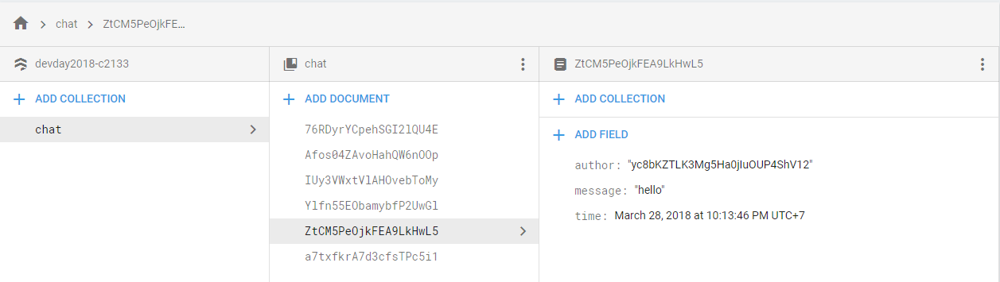 chat ZtCM5PeOjkFE...
devday2018-c2133
ADD COLLECTION
chat
chat
ADD DOCUMENT
76RDyrYCpehSGI2lQU4E
Afos04ZAvoHahQW6nOOp
IUy3VWxtVlAHOvebToMy
Ylfn55EObamybfP2UwGl
ZtCM5PeOjkFEA9LkHwL5
a7txfkrA7d3cfsTPc5i1
ZtCM5PeOjkFEA9LkHwL5
ADD COLLECTION
ADD FIELD
author: "yc8bKZTLK3Mg5Ha0jIuOUP4ShV12"
message: "hello"
time: March 28, 2018 at 10:13:46 PM UTC+7